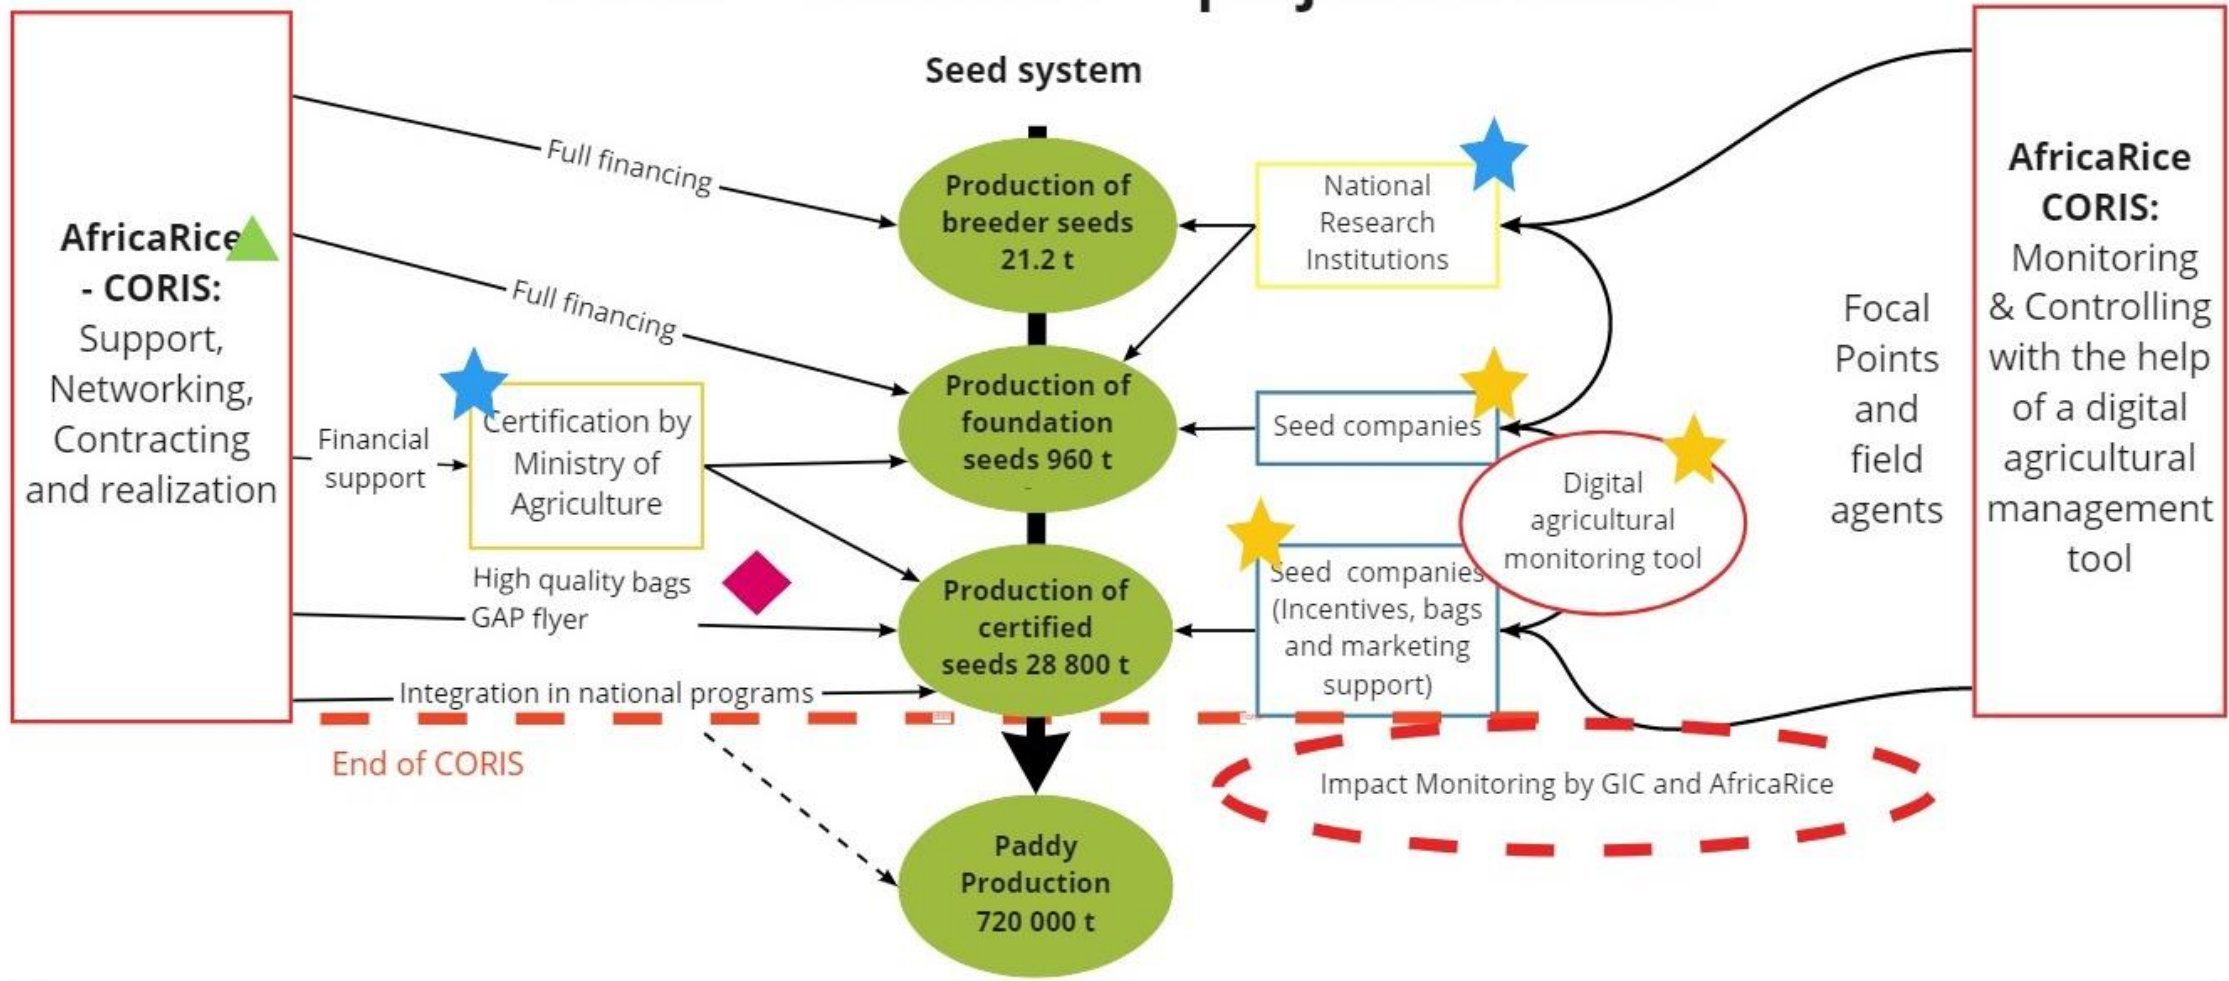 Seed system
AfricaRice
- CORIS:
Support,
Networking,
Contracting
and realization
Full financing
Full financing
Financial
support
Certification by
Ministry of
Agriculture
High quality bags
GAP flyer
Integration in national programs
End of CORIS
Production of
breeder seeds
21.2 t
Production of
foundation
seeds 960 t
Production of
certified
seeds 28 800 t
Paddy
Production
720 000 t
National
Research
Institutions
Seed companies
Seed companies
(Incentives, bags
and marketing
support)
Digital
agricultural
monitoring tool
Impact Monitoring by GIC and AfricaRice
Focal
Points
and
field
agents
AfricaRice
CORIS:
Monitoring
& Controlling
with the help
of a digital
agricultural
management
tool